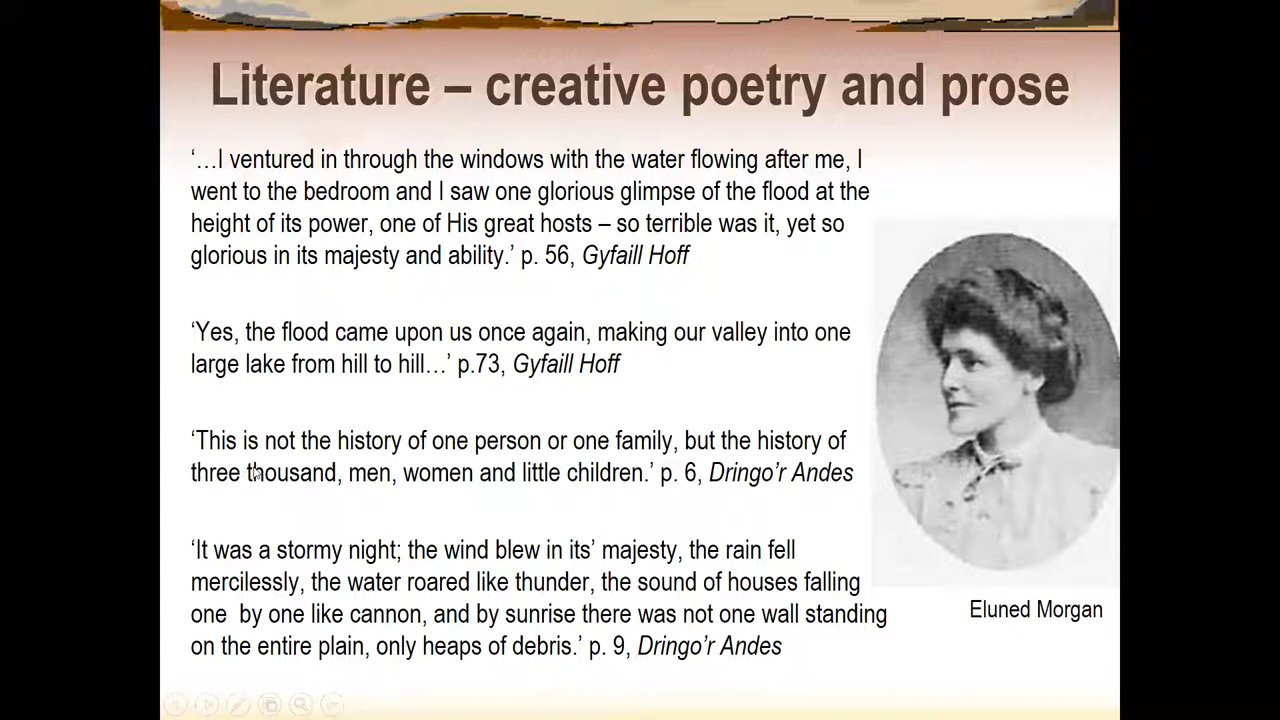 Literature – creative poetry and prose
‘…I ventured in through the windows with the water flowing after me, I
went to the bedroom and I saw one glorious glimpse of the flood at the
height of its power, one of His great hosts – so terrible was it, yet so
glorious in its majesty and ability.’ p. 56, Gyfaill Hoff
‘Yes, the flood came upon us once again, making our valley into one
large lake from hill to hill…’ p.73, Gyfaill Hoff
‘This is not the history of one person or one family, but the history of
three thousand, men, women and little children.’ p. 6, Dringo’r Andes
‘It was a stormy night; the wind blew in its’ majesty, the rain fell
mercilessly, the water roared like thunder, the sound of houses falling
one  by one like cannon, and by sunrise there was not one wall standing
on the entire plain, only heaps of debris.’ p. 9, Dringo’r Andes
Eluned Morgan